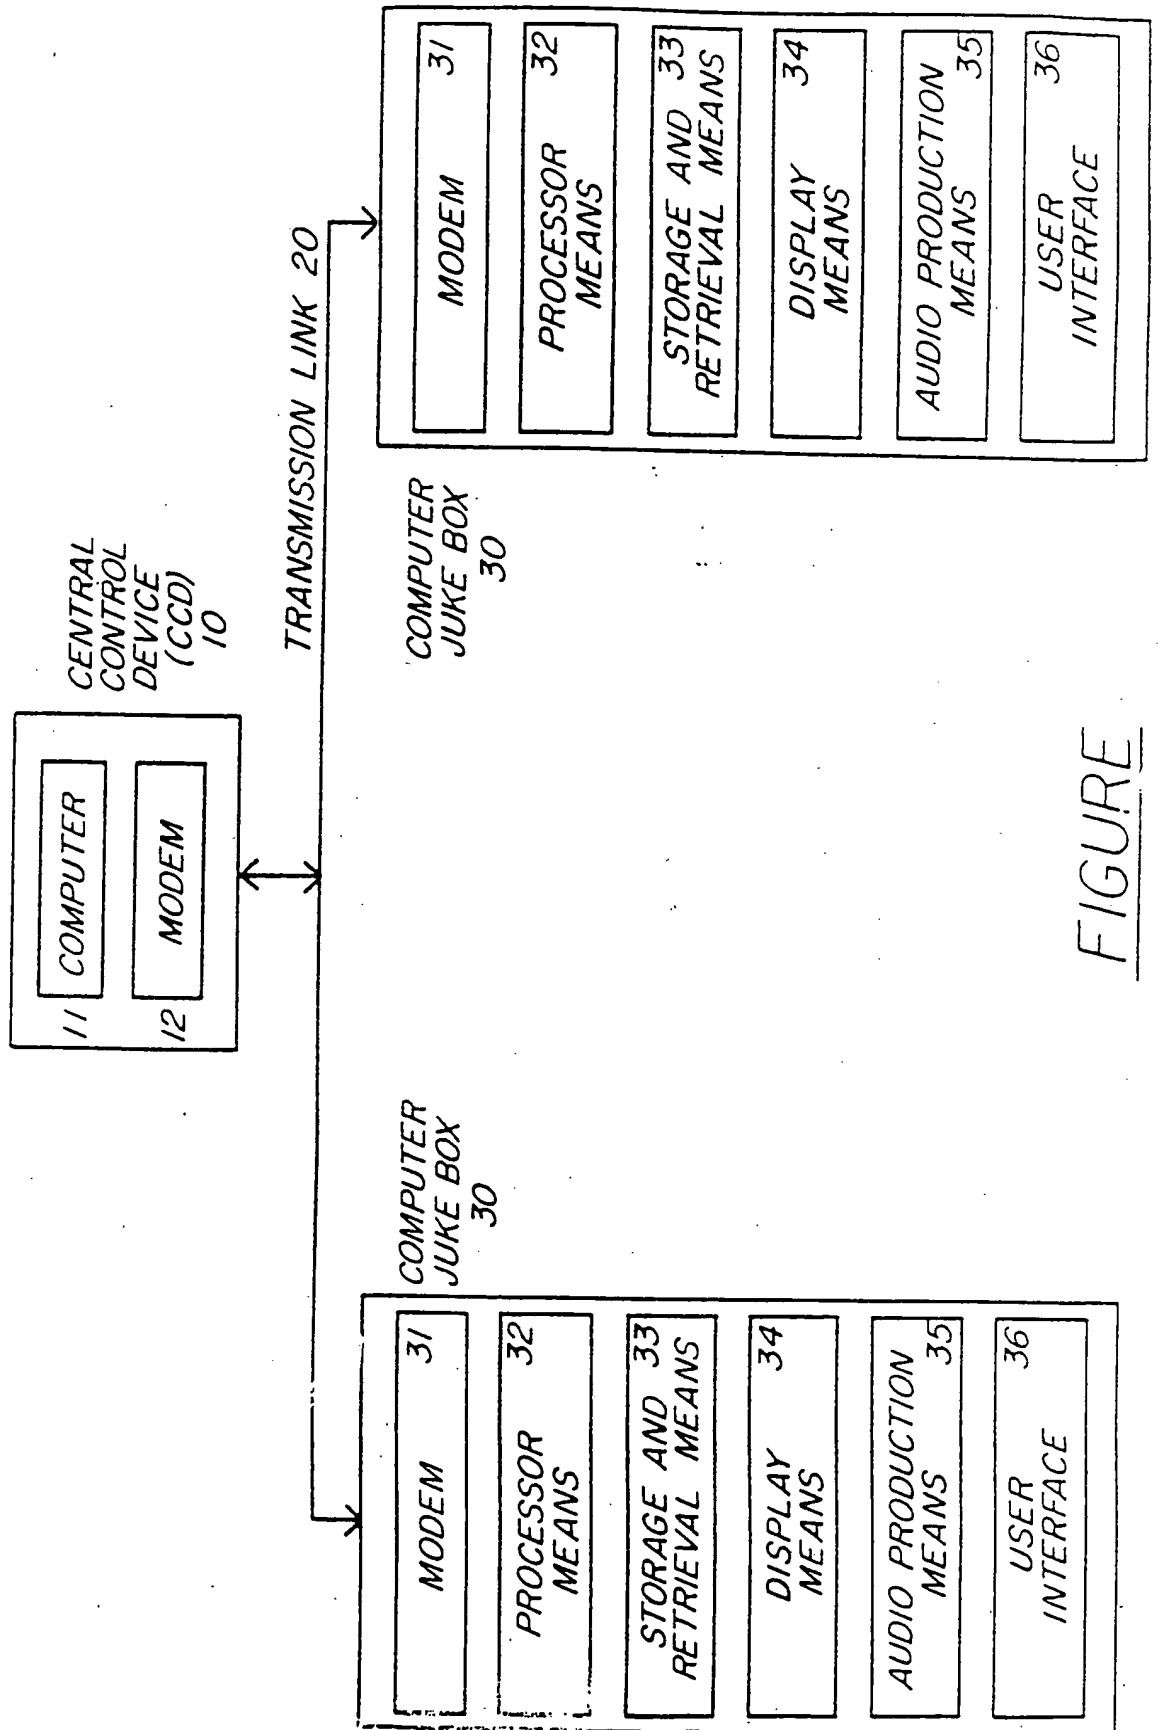 CENTRAL
CONTROL
DEVICE
(CCD)
10
11 COMPUTER
12 MODEM
TRANSMISSION LINK 20
COMPUTER
JUKE BOX
30
MODEM 31
PROCESSOR 32
MEANS
STORAGE AND 33
RETRIEVAL MEANS
DISPLAY 34
MEANS
AUDIO PRODUCTION
MEANS 35
USER 36
INTERFACE
COMPUTER
JUKE BOX
30
MODEM 31
PROCESSOR 32
MEANS
STORAGE AND 33
RETRIEVAL MEANS
DISPLAY 34
MEANS
AUDIO PRODUCTION
MEANS 35
USER 36
INTERFACE
FIGURE